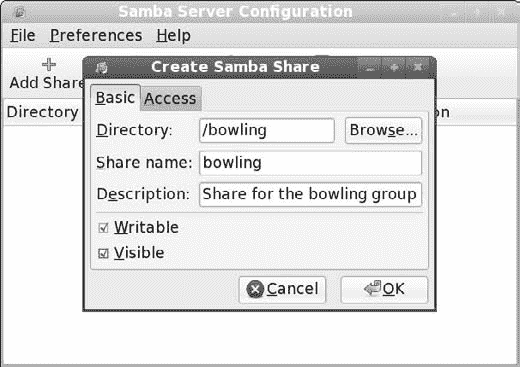 Samba Server Configuration
File Preferences Help
Add Share
Directory
Create Samba Share
Basic Access
Directory: /bowling Browse...
Share name: bowling
Description: Share for the bowling group
Writable
Visible
Cancel OK